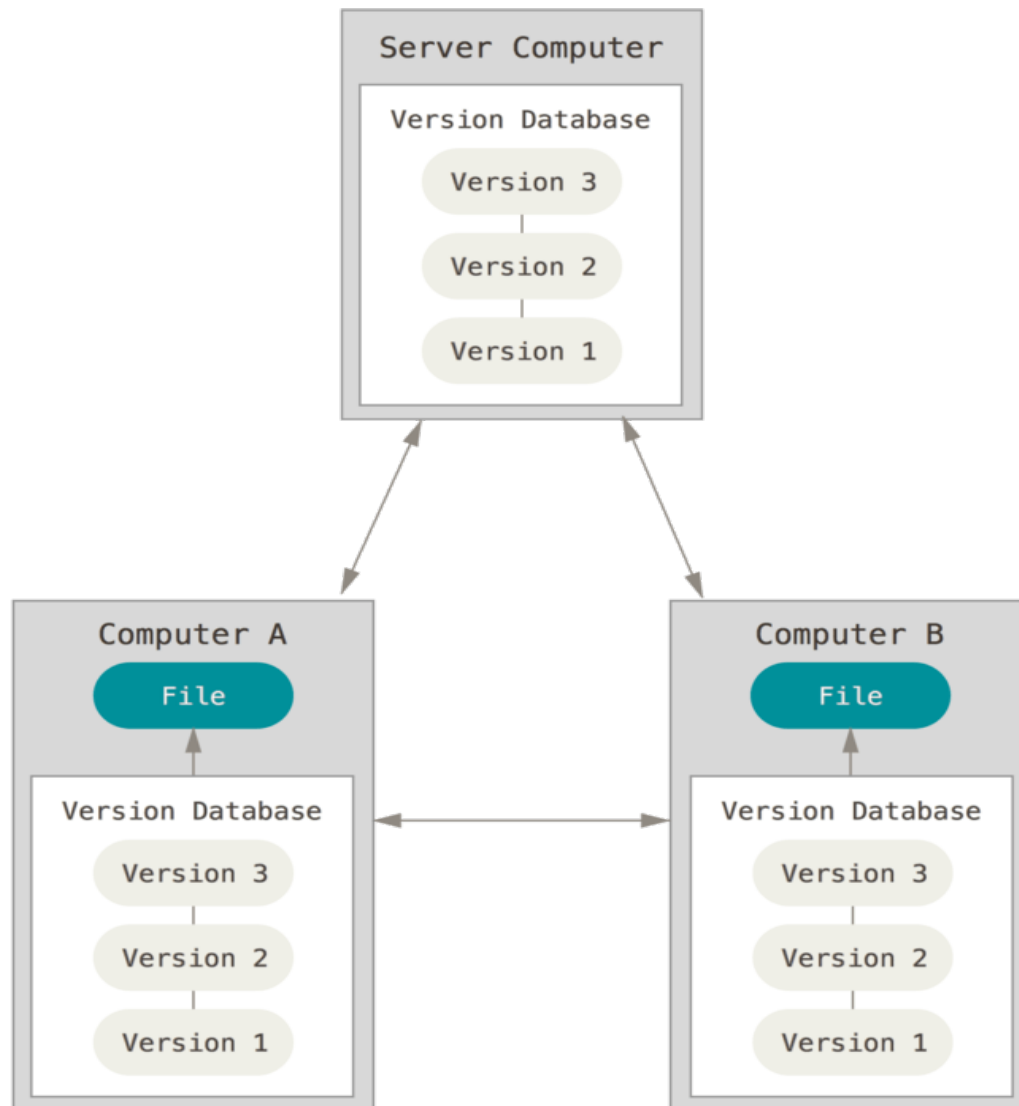 Server Computer
Version Database
Version 3
Version 2
Version 1
Computer A
File
Version Database
Version 3
Version 2
Version 1
Computer B
File
Version Database
Version 3
Version 2
Version 1